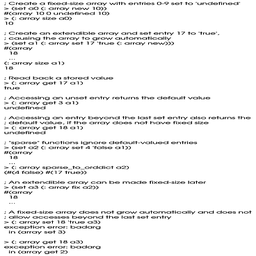 ; Create a fixed-size array with entries 0-9 set to 'undefined'
> (set a0 (: array new 10))
#(array 10 0 undefined 10)
> (: array size a0)
10

; Create an extendible array and set entry 17 to 'true',
; causing the array to grow automatically
> (set a1 (: array set 17 'true (: array new)))
#(array
18
...
(: array size a1)
18

; Read back a stored value
> (: array get 17 a1)
true

; Accessing an unset entry returns the default value
> (: array get 3 a1)
undefined

; Accessing an entry beyond the last set entry also returns the
; default value, if the array does not have fixed size
> (: array get 18 a1)
undefined

; 'sparse' functions ignore default-valued entries
> (set a2 (: array set 4 'false a1))
#(array
18
...
> (: array sparse_to_orddict a2)
(#(4 false) #(17 true))

; An extendible array can be made fixed-size later
> (set a3 (: array fix a2))
#(array
18
...

; A fixed-size array does not grow automatically and does not
; allow accesses beyond the last set entry
> (: array set 18 'true a3)
exception error: badarg
in (array set 3)

> (: array get 18 a3)
exception error: badarg
in (array get 2)